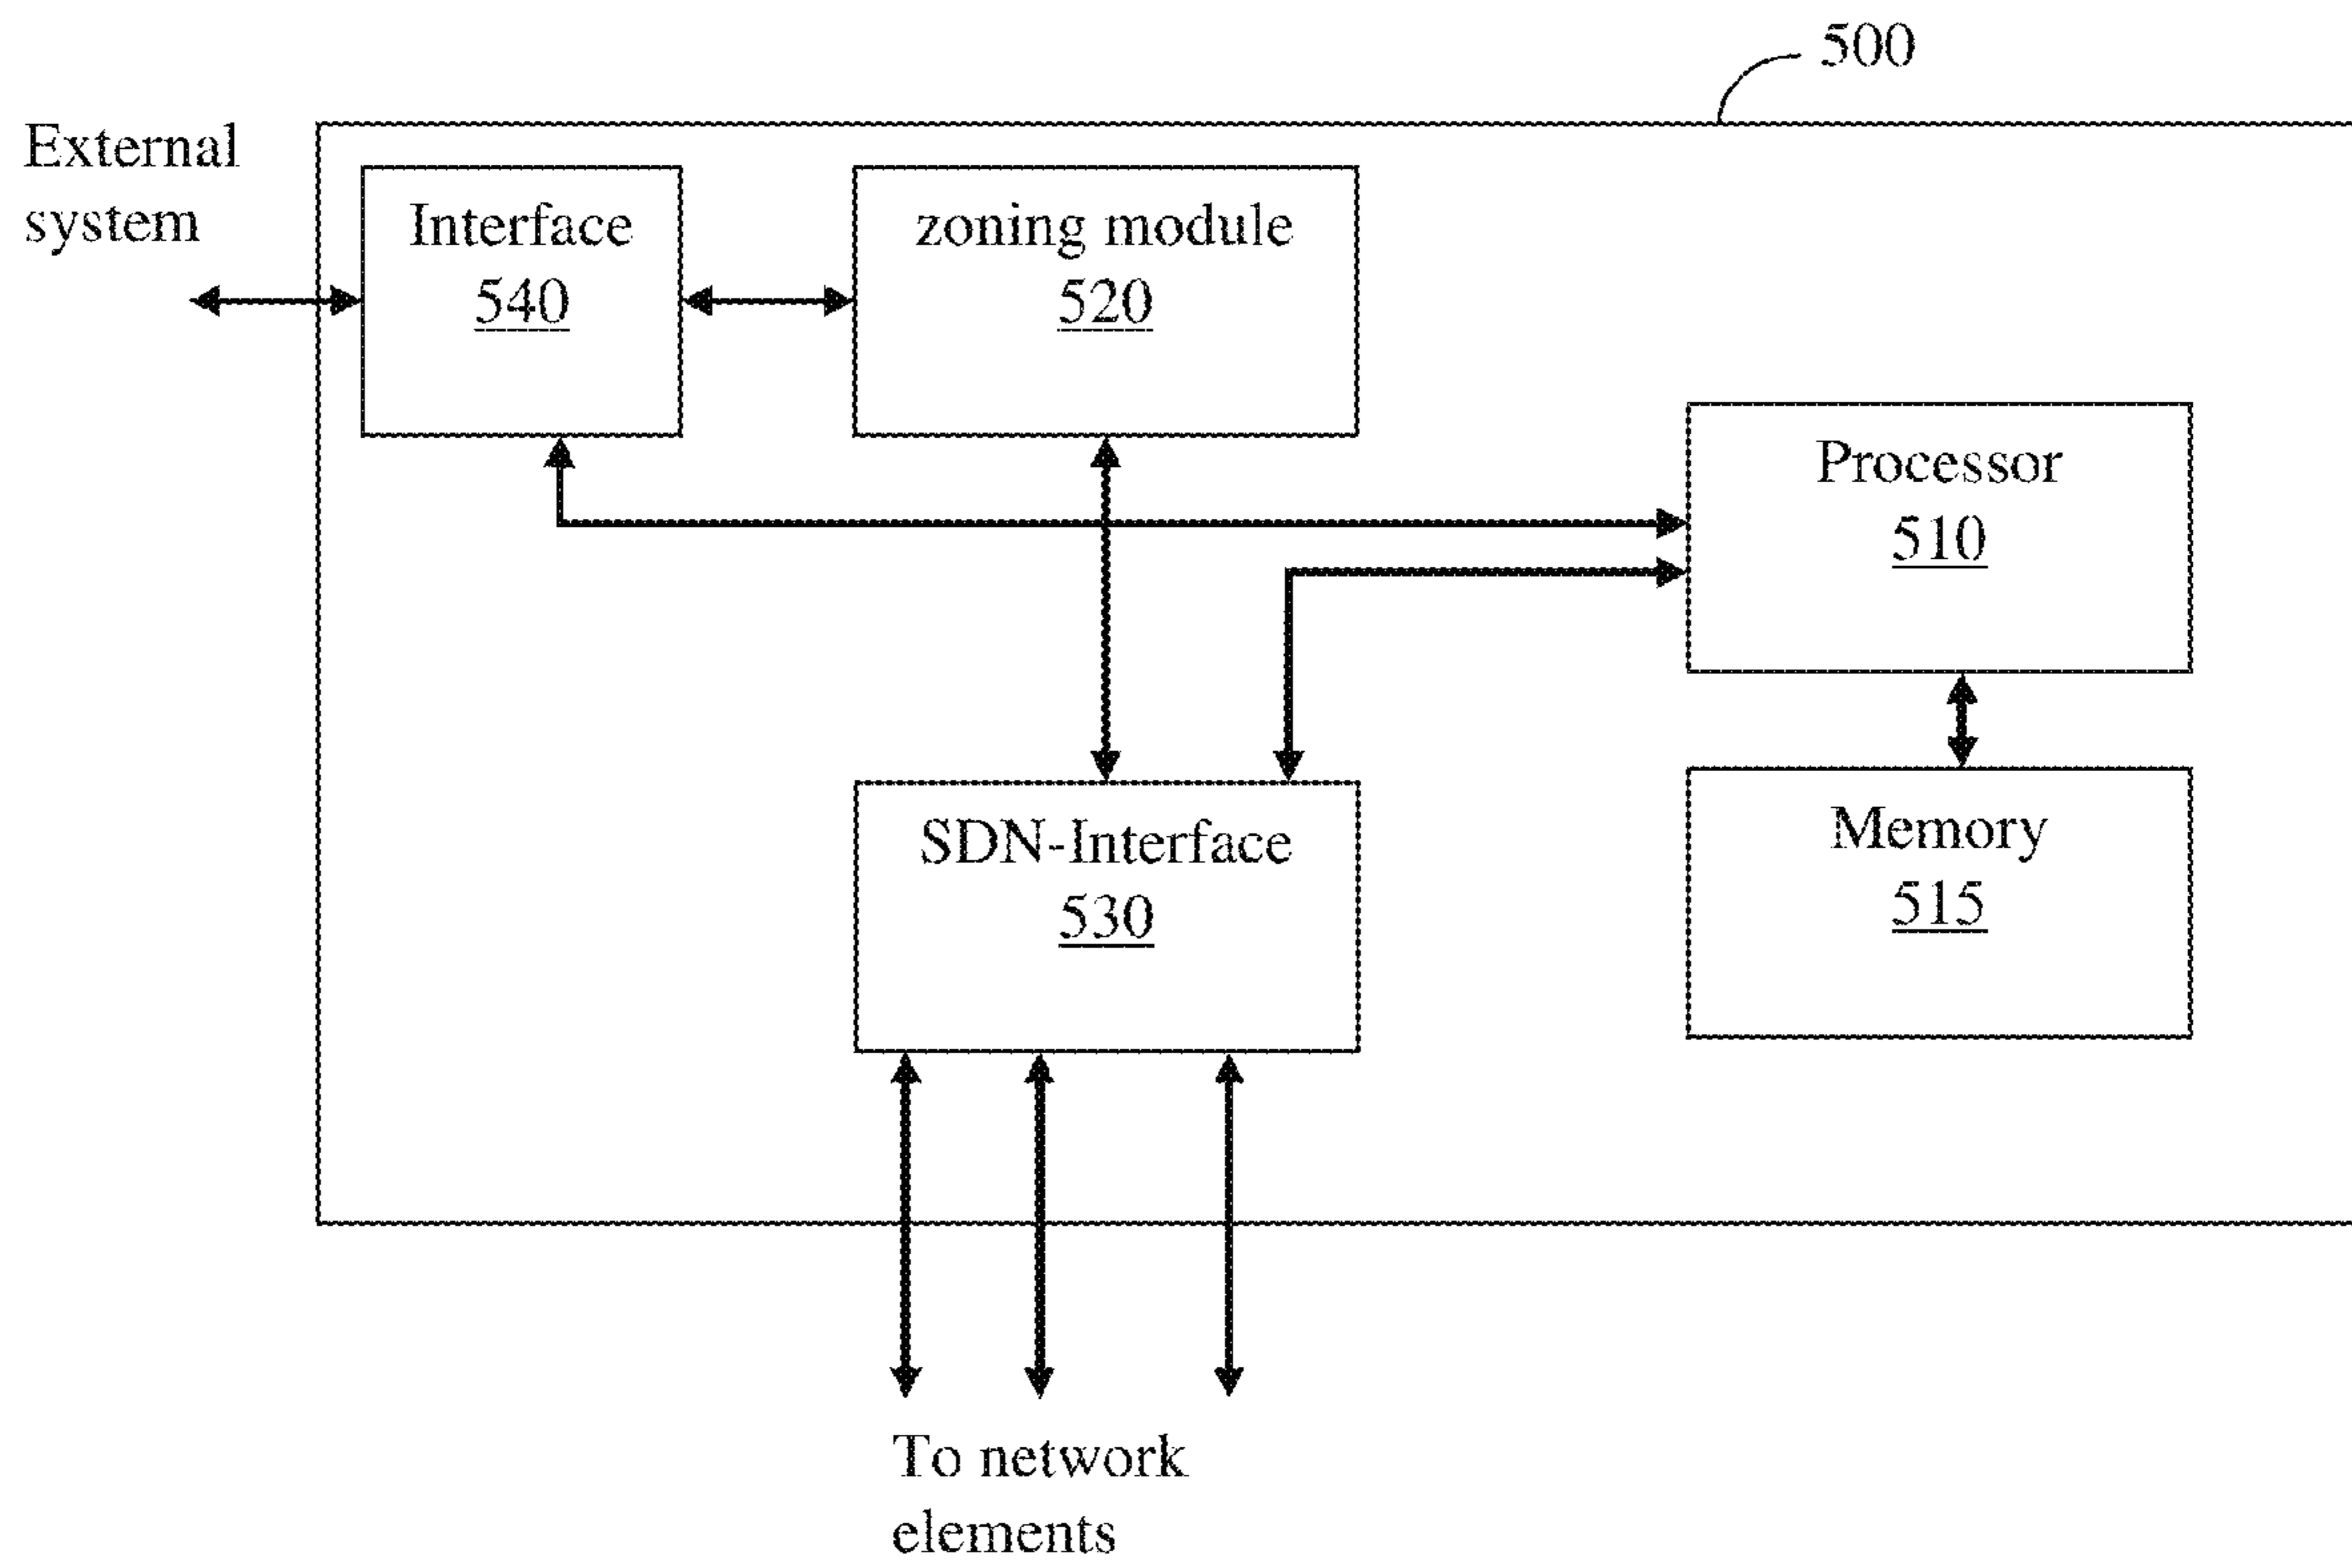 500
External
system
Interface
540
zoning module
520
Processor
510
SDN-Interface
530
Memory
515
To network
elements